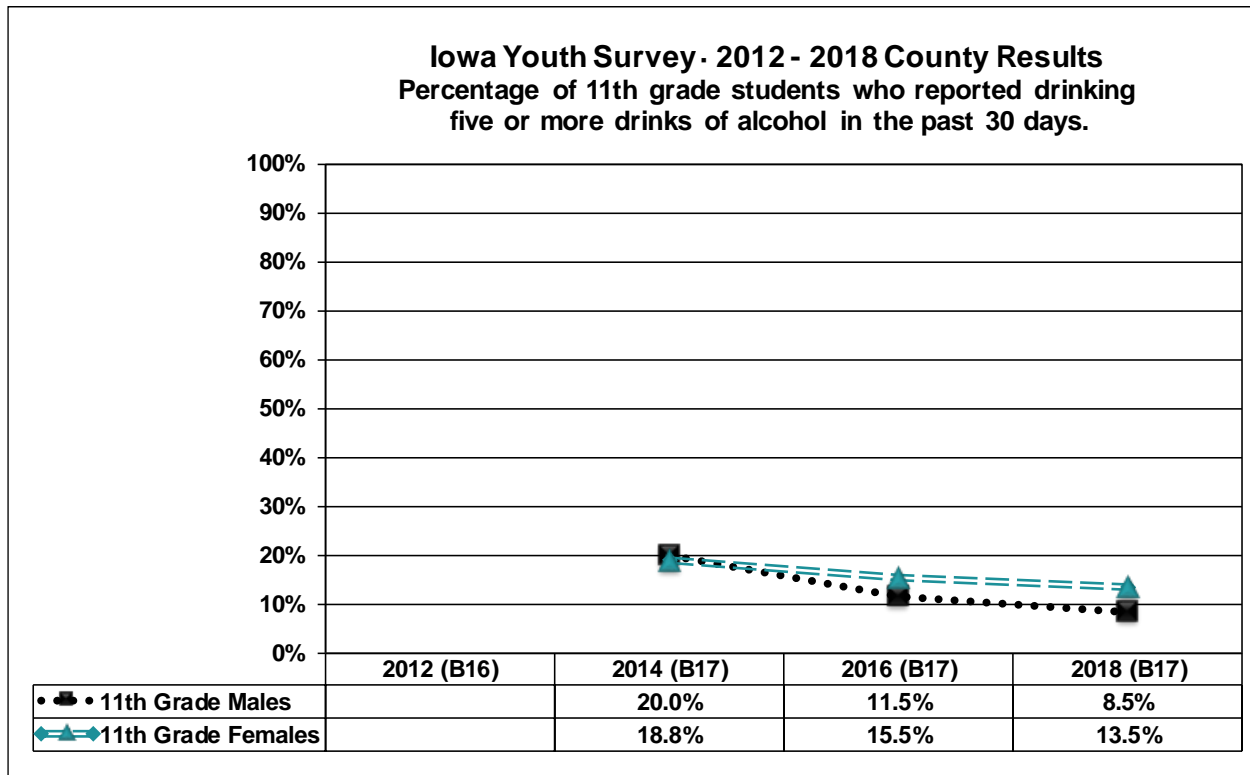 Iowa Youth Survey · 2012 - 2018 County Results
Percentage of 11th grade students who reported drinking
five or more drinks of alcohol in the past 30 days.
100%
90%
80%
70%
60%
50%
40%
30%
20%
10%
0%
2012 (B16) 2014 (B17) 2016 (B17) 2018 (B17)
11th Grade Males 20.0% 11.5% 8.5%
11th Grade Females 18.8% 15.5% 13.5%